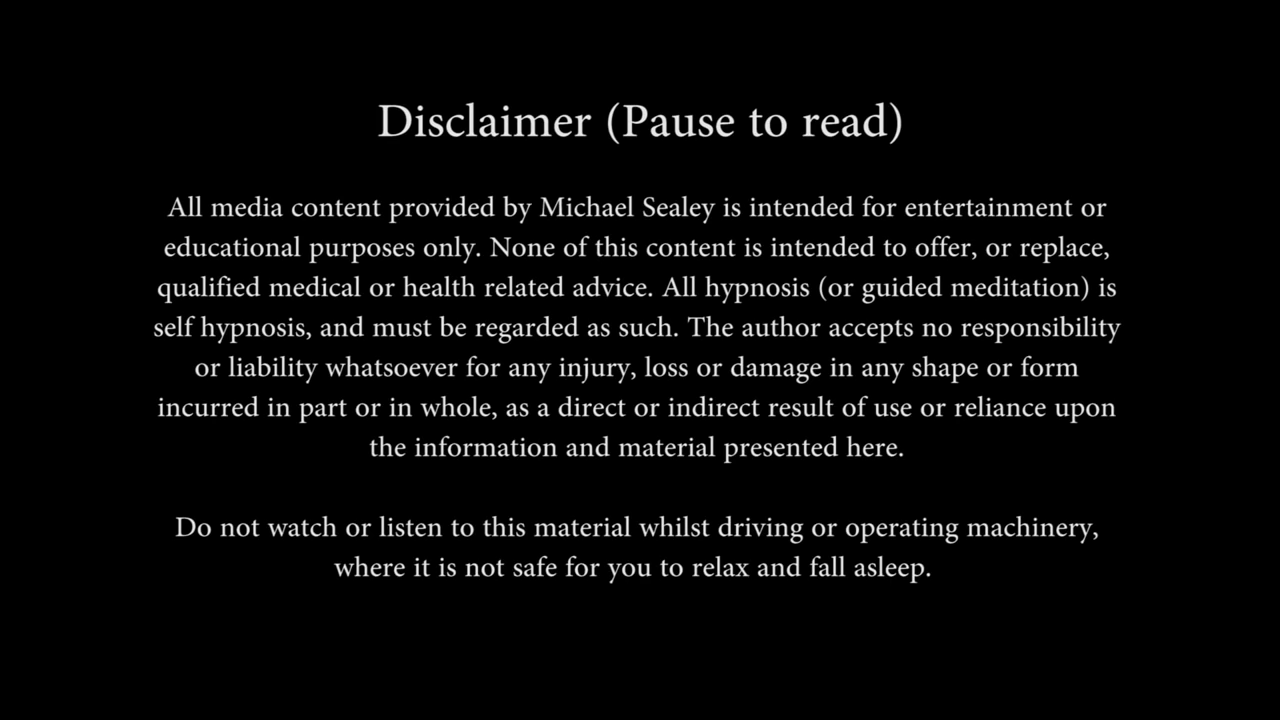 Disclaimer (Pause to read)
All media content provided by Michael Sealey is intended for entertainment or
educational purposes only. None of this content is intended to offer, or replace,
qualified medical or health related advice. All hypnosis (or guided meditation) is
self hypnosis, and must be regarded as such. The author accepts no responsibility
or liability whatsoever for any injury, loss or damage in any shape or form
incurred in part or in whole, as a direct or indirect result of use or reliance upon
the information and material presented here.
Do not watch or listen to this material whilst driving or operating machinery,
where it is not safe for you to relax and fall asleep.